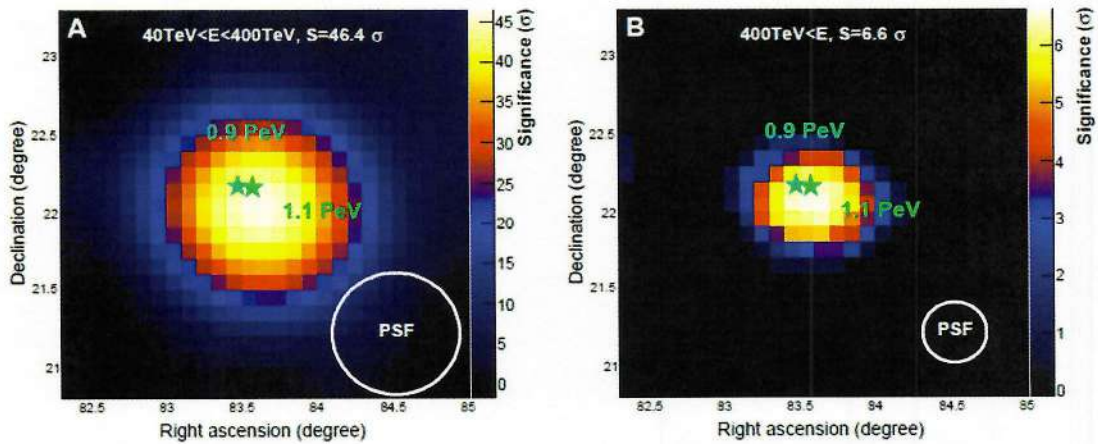 A
40TeV<E<400TeV, S=46.4 σ
0.9 PeV
1.1 PeV
PSF
23
22.5
22
21.5
21
82.5 83 83.5 84 84.5 85
Declination (degree)
Right ascension (degree)
45
40
35
30
25
20
15
10
5
0
Significance (σ)
B
400TeV<E, S=6.6 σ
0.9 PeV
1.1 PeV
PSF
23
22.5
22
21.5
21
82.5 83 83.5 84 84.5 85
Declination (degree)
Right ascension (degree)
6
5
4
3
2
1
0
Significance (σ)